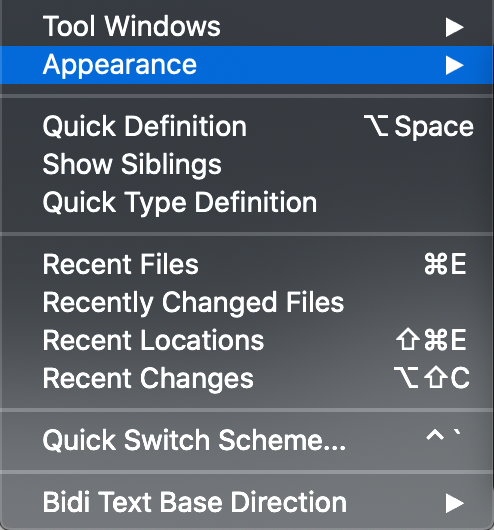 Tool Windows ▶
Appearance ▶
Quick Definition ⌥ Space
Show Siblings
Quick Type Definition
Recent Files ⌘E
Recently Changed Files
Recent Locations ⇧⌘E
Recent Changes ⌥⇧C
Quick Switch Scheme... ^`
Bidi Text Base Direction ▶